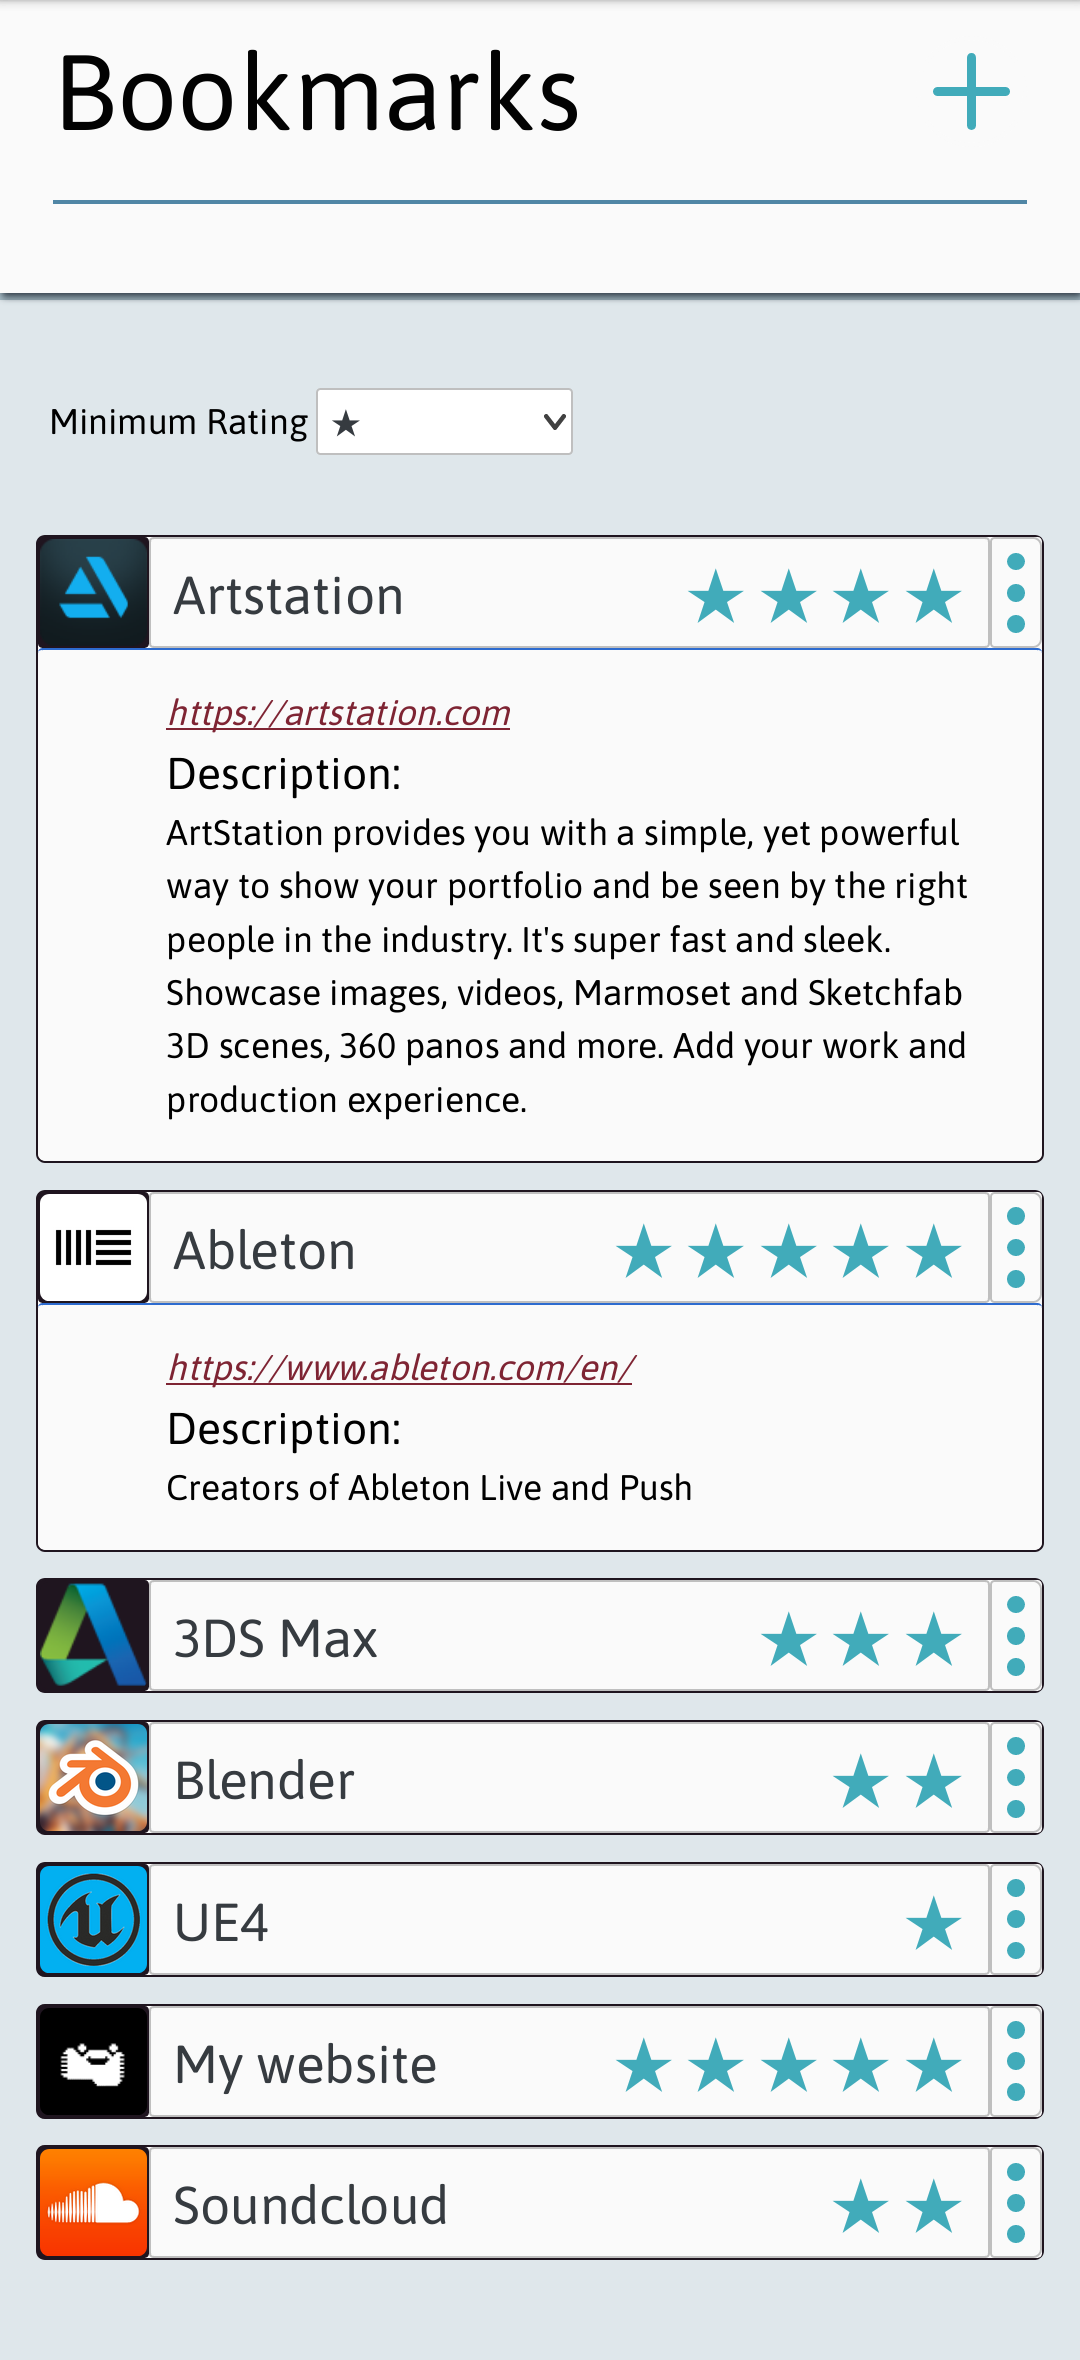 Bookmarks
Minimum Rating ★
Artstation ★ ★ ★ ★
https://artstation.com
Description:
ArtStation provides you with a simple, yet powerful
way to show your portfolio and be seen by the right
people in the industry. It's super fast and sleek.
Showcase images, videos, Marmoset and Sketchfab
3D scenes, 360 panos and more. Add your work and
production experience.
Ableton ★ ★ ★ ★ ★
https://www.ableton.com/en/
Description:
Creators of Ableton Live and Push
3DS Max ★ ★ ★
Blender ★ ★
UE4 ★
My website ★ ★ ★ ★ ★
Soundcloud ★ ★